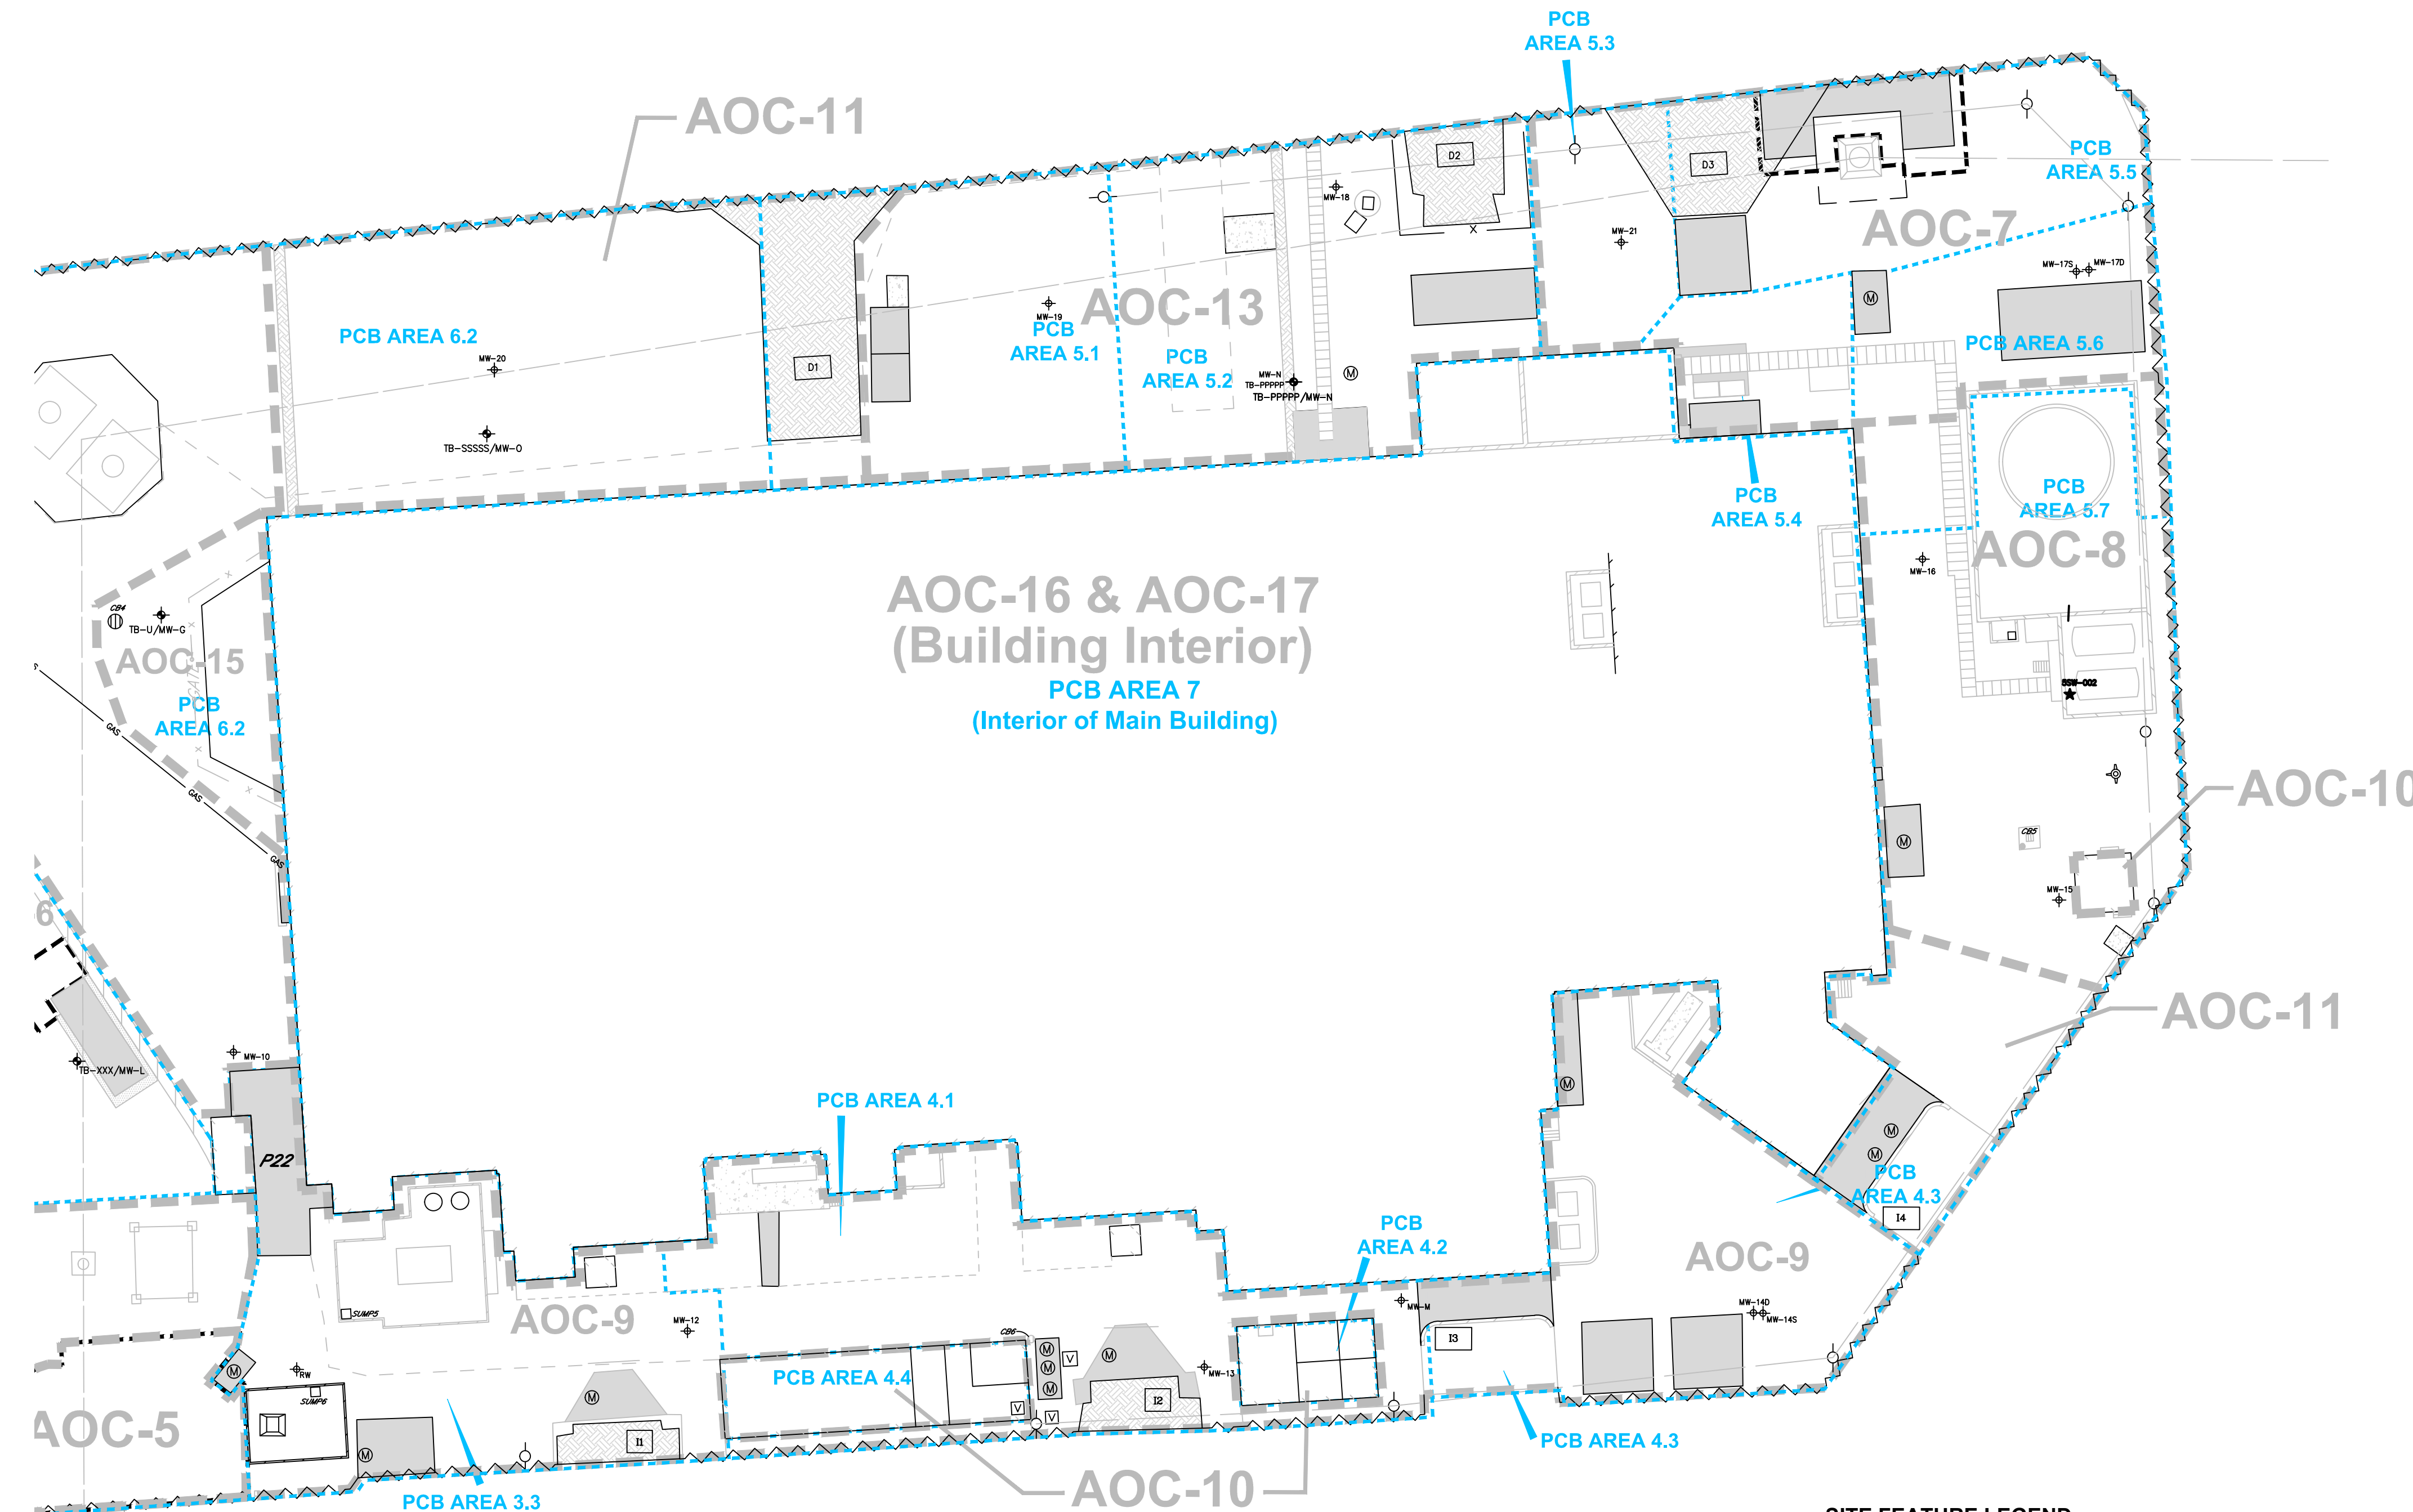 PCB
AREA 5.3
AOC-11
D2
D3
PCB
AREA 5.5
MW-18
AOC-7
MW-21
MW-17S
MW-17D
AOC-13
MW-19
PCB
AREA 5.1
PCB AREA 6.2
MW-20
D1
PCB
AREA 5.2
MW-N
TB-PPPPP
TB-PPPPP/MW-N
M
M
PCB AREA 5.6
TB-SSSSS/MW-O
PCB
AREA 5.4
PCB
AREA 5.7
AOC-8
MW-16
AOC-16 & AOC-17
(Building Interior)
PCB AREA 7
(Interior of Main Building)
CB4
TB-U/MW-G
AOC-15
PCB
AREA 6.2
GAS
GAS
GAS
SSW-002
AOC-10
CB5
M
MW-15
6
AOC-11
MW-10
TB-XXX/MW-L
P22
PCB AREA 4.1
M
M
M
PCB
AREA 4.3
I4
PCB
AREA 4.2
AOC-9
SUMP5
AOC-9
MW-12
CB6
MW-M
I3
MW-14D
MW-14S
M
M
M
V
M
MW-13
RW
M
SUMP6
PCB AREA 4.4
M
I2
V
V
AOC-5
M
I1
PCB AREA 4.3
AOC-10
PCB AREA 3.3
SITE FEATURE LEGEND